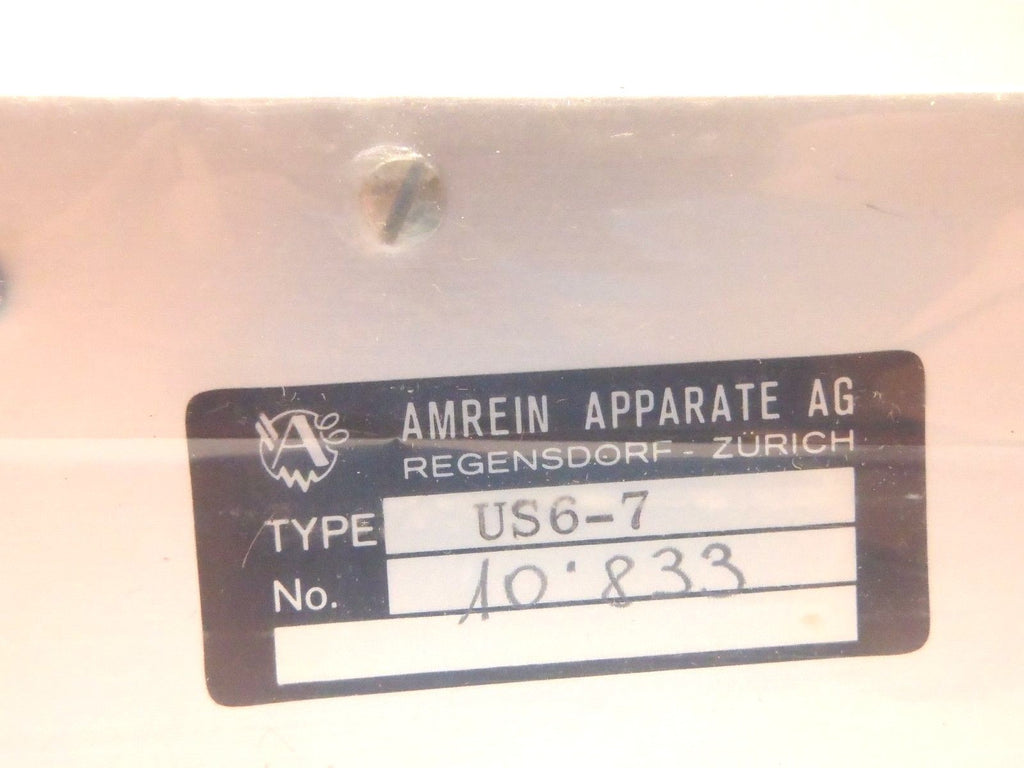 A
AMREIN APPARATE AG
REGENSDORF - ZÜRICH
TYPE US6-7
No. 10'833